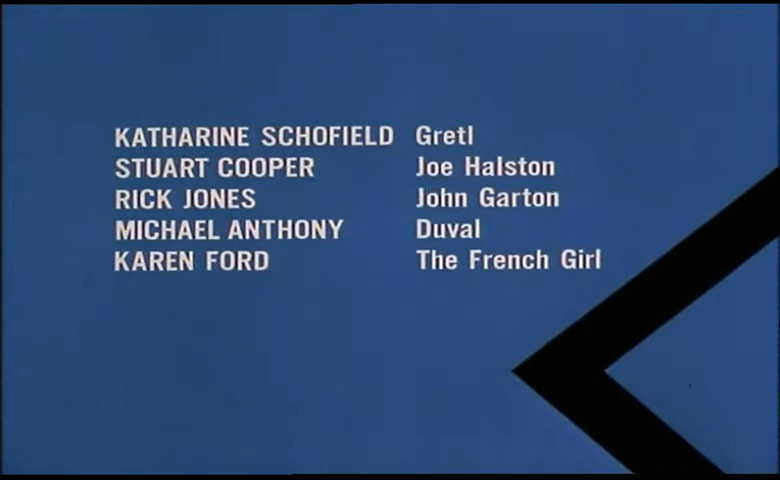 KATHARINE SCHOFIELD Gretl
STUART COOPER Joe Halston
RICK JONES John Garton
MICHAEL ANTHONY Duval
KAREN FORD The French Girl